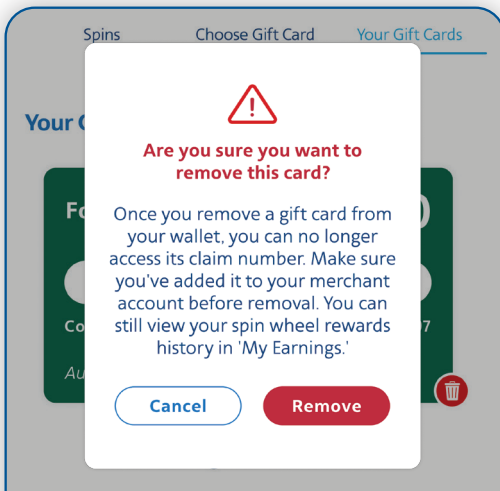 Spins Choose Gift Card Your Gift Cards
Your
Are you sure you want to
remove this card?
Once you remove a gift card from
your wallet, you can no longer
access its claim number. Make sure
you've added it to your merchant
account before removal. You can
still view your spin wheel rewards
history in 'My Earnings.'
Cancel Remove